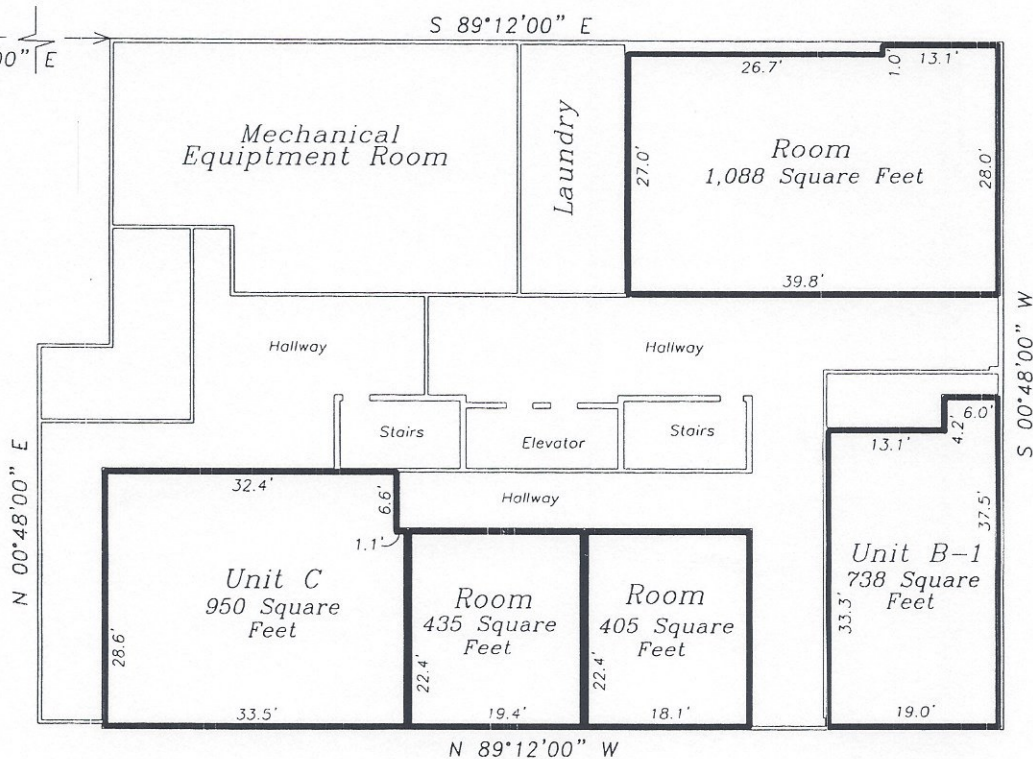 S 89°12'00" E
00" E
Mechanical
Equiptment Room
Laundry
26.7'
1.0'
13.1'
27.0'
Room
1,088 Square Feet
28.0'
39.8'
Hallway
Hallway
S 00°48'00" W
N 00°48'00" E
Stairs
Elevator
Stairs
6.0'
4.2'
13.1'
32.4'
6.6'
Hallway
1.1'
37.5'
Unit C
950 Square
Feet
28.6'
33.5'
Room
435 Square
Feet
22.4'
19.4'
Room
405 Square
Feet
22.4'
18.1'
Unit B-1
738 Square
Feet
33.3'
19.0'
N 89°12'00" W